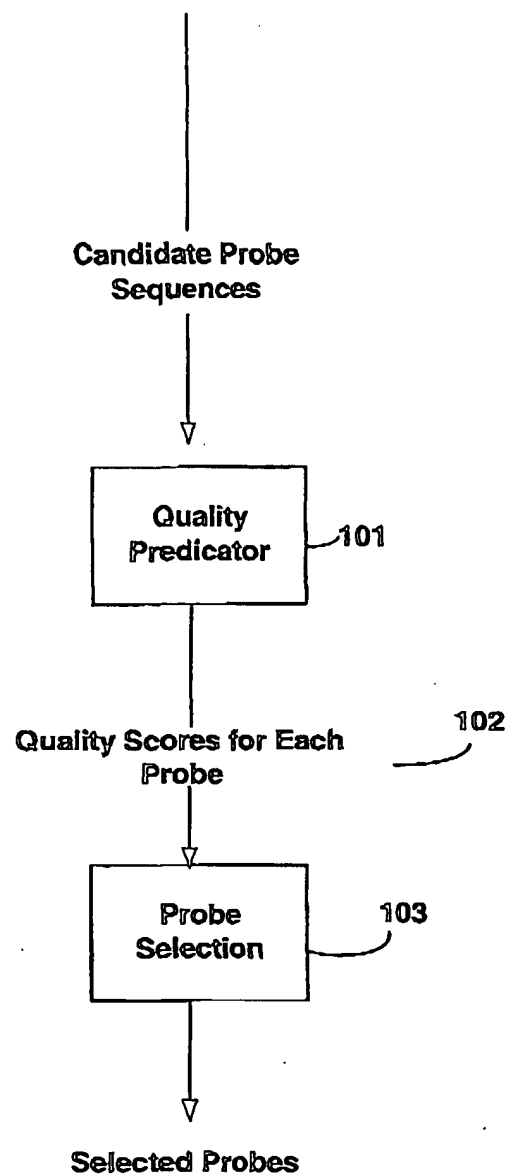 Candidate Probe
Sequences
Quality
Predicator
101
Quality Scores for Each
Probe
102
Probe
Selection
103
Selected Probes